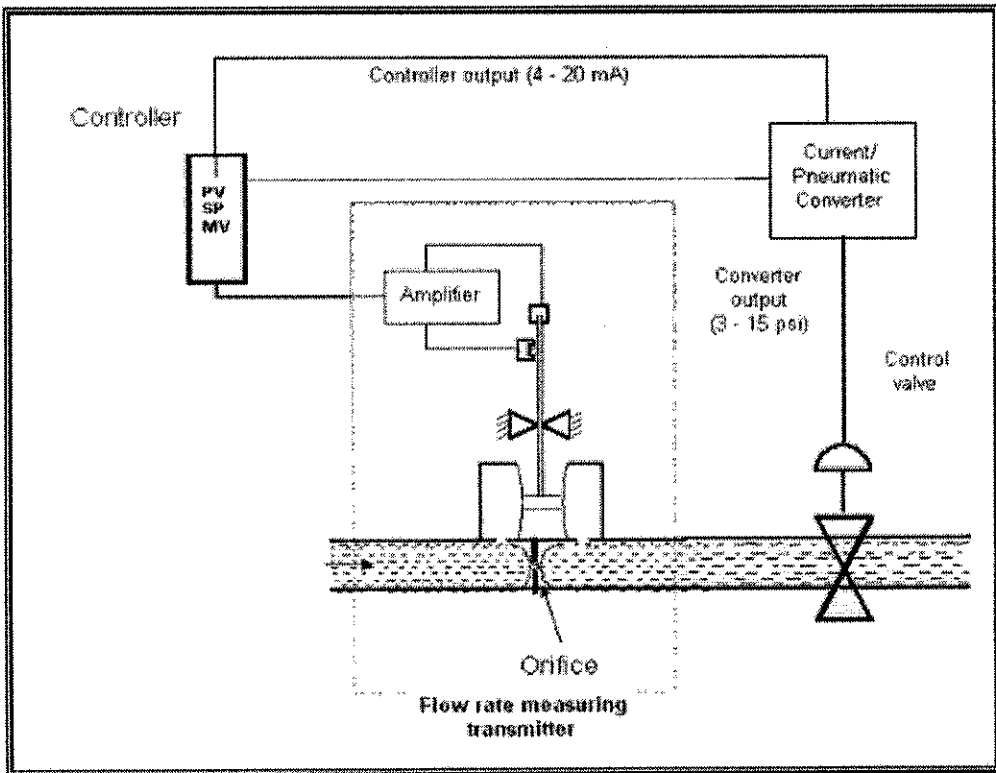 Controller output (4 - 20 mA)
Controller
PV
SP
MV
Current/
Pneumatic
Converter
Amplifier
Converter
output
(3 - 15 psi)
Control
valve
Orifice
Flow rate measuring
transmitter